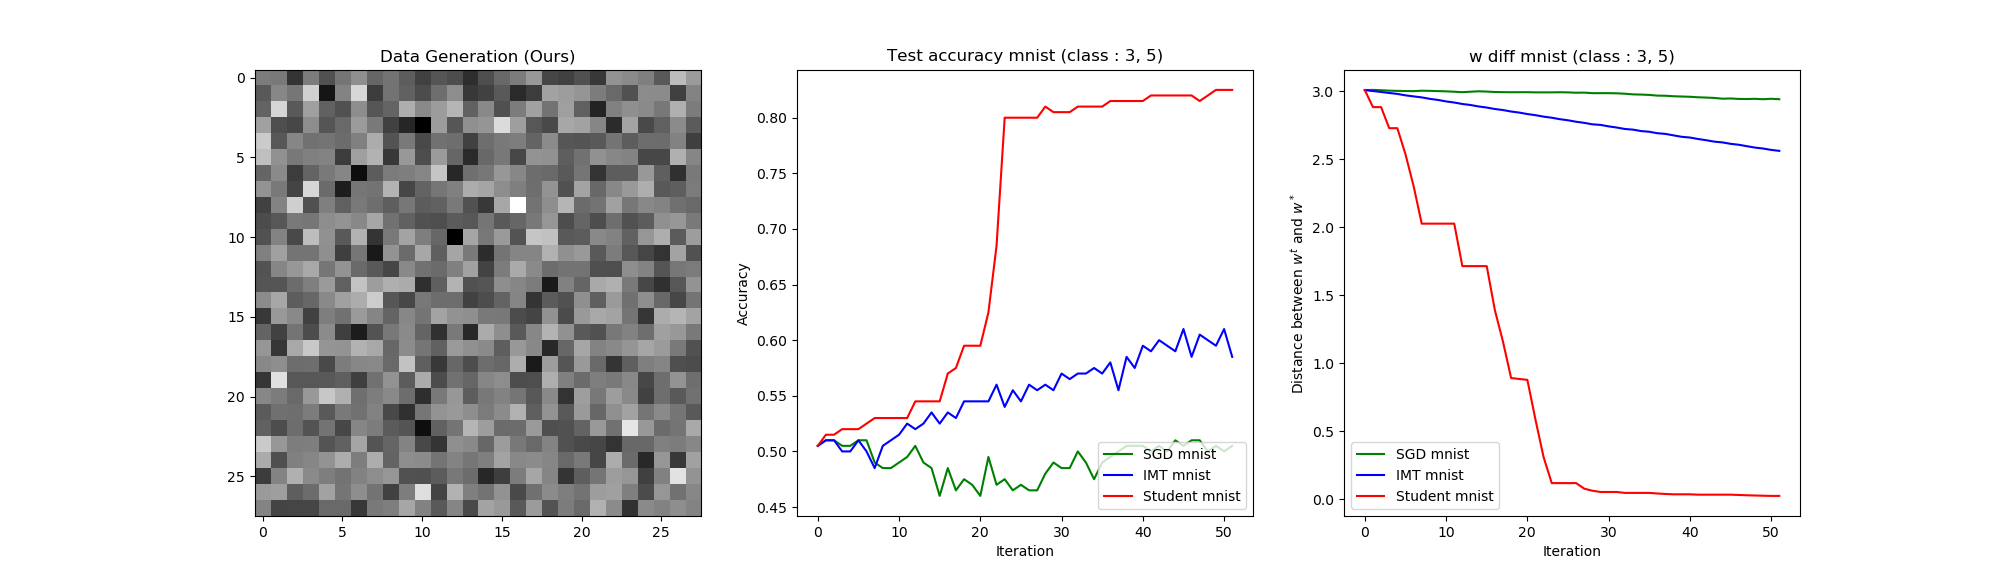 Data Generation (Ours)
0
5
10
15
20
25
0 5 10 15 20 25
Test accuracy mnist (class : 3, 5)
Accuracy
0.80
0.75
0.70
0.65
0.60
0.55
0.50
0.45
SGD mnist
IMT mnist
Student mnist
0 10 20 30 40 50
Iteration
w diff mnist (class : 3, 5)
Distance between w^t and w^*
3.0
2.5
2.0
1.5
1.0
0.5
0.0
SGD mnist
IMT mnist
Student mnist
0 10 20 30 40 50
Iteration